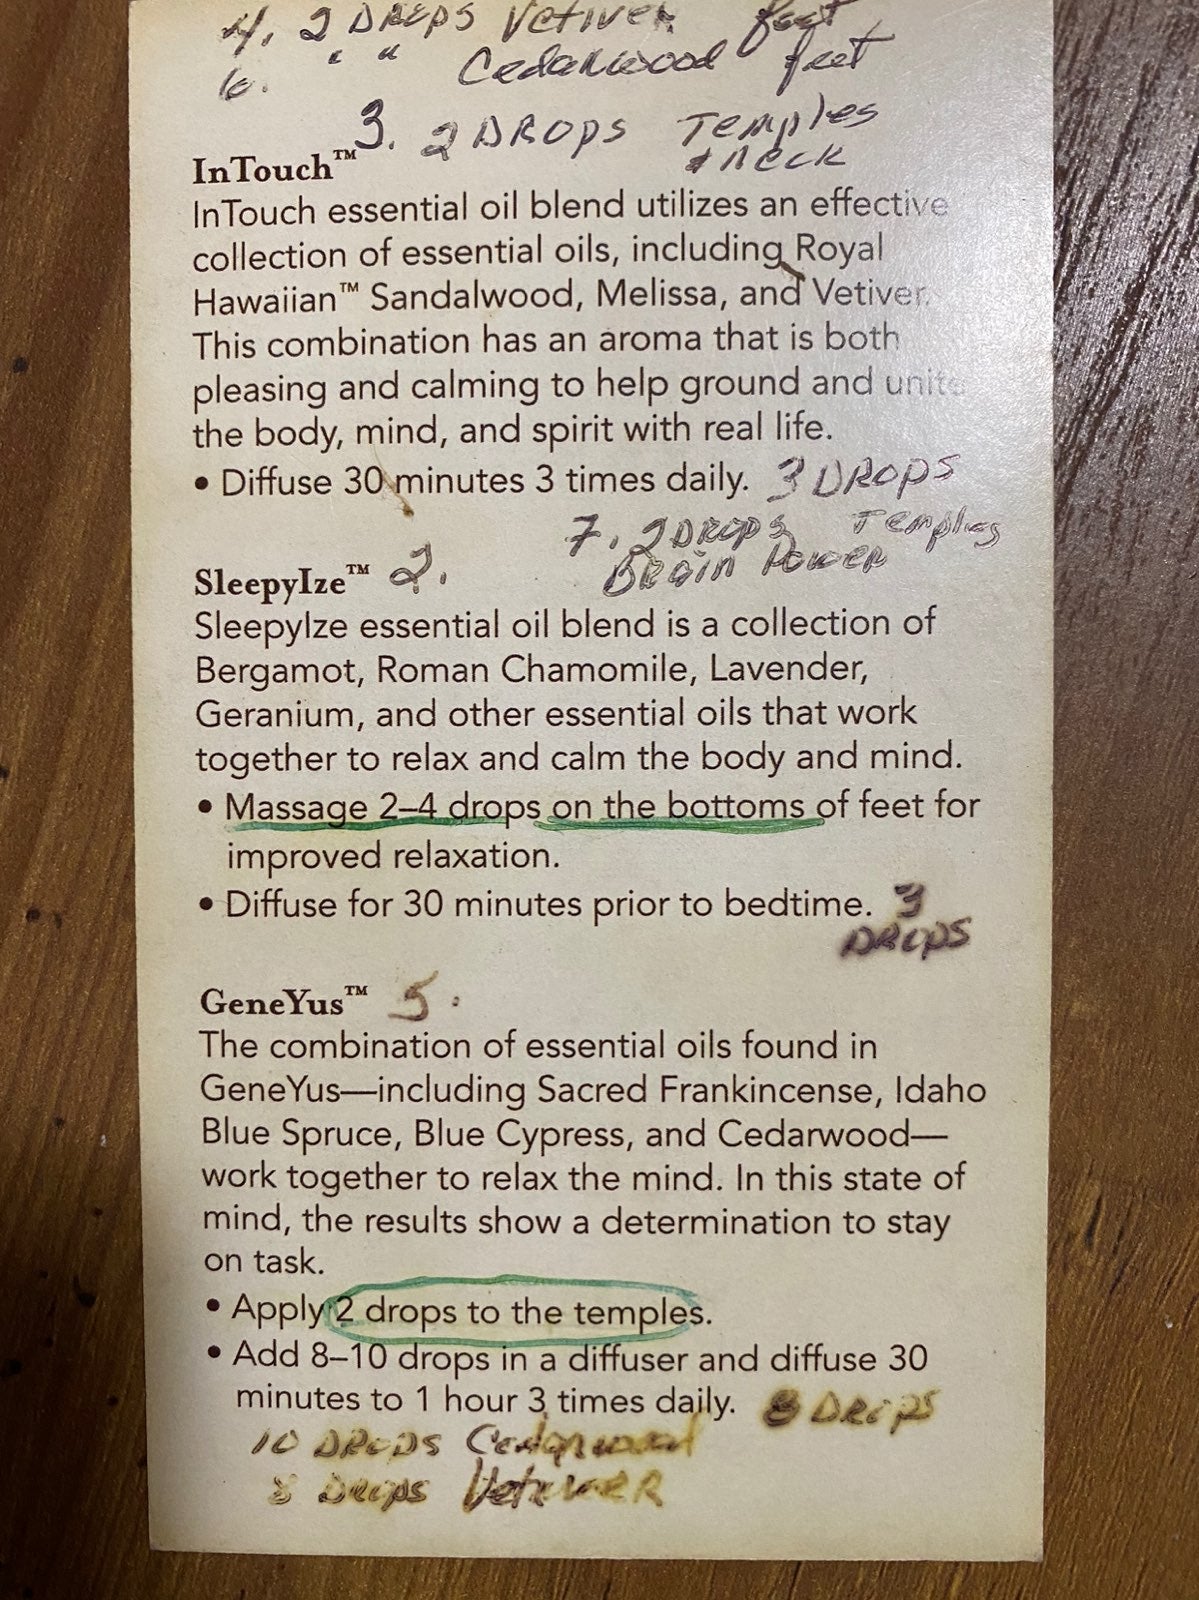 4. 2 DROPS Vetiver feet
6. " " Cedarwood feet
3. 2 DROPS Temples
& Neck
InTouch™
InTouch essential oil blend utilizes an effective
collection of essential oils, including Royal
Hawaiian™ Sandalwood, Melissa, and Vetiver.
This combination has an aroma that is both
pleasing and calming to help ground and unite
the body, mind, and spirit with real life.
• Diffuse 30 minutes 3 times daily. 3 DROPS
7. 2 DROPS Temples
Brain Power
SleepyIze™ 2.
SleepyIze essential oil blend is a collection of
Bergamot, Roman Chamomile, Lavender,
Geranium, and other essential oils that work
together to relax and calm the body and mind.
• Massage 2–4 drops on the bottoms of feet for
improved relaxation.
• Diffuse for 30 minutes prior to bedtime. 3
DROPS
GeneYus™ 5.
The combination of essential oils found in
GeneYus—including Sacred Frankincense, Idaho
Blue Spruce, Blue Cypress, and Cedarwood—
work together to relax the mind. In this state of
mind, the results show a determination to stay
on task.
• Apply 2 drops to the temples.
• Add 8–10 drops in a diffuser and diffuse 30
minutes to 1 hour 3 times daily. 8 DROPS
10 DROPS Cedarwood
8 Drops VetiveR